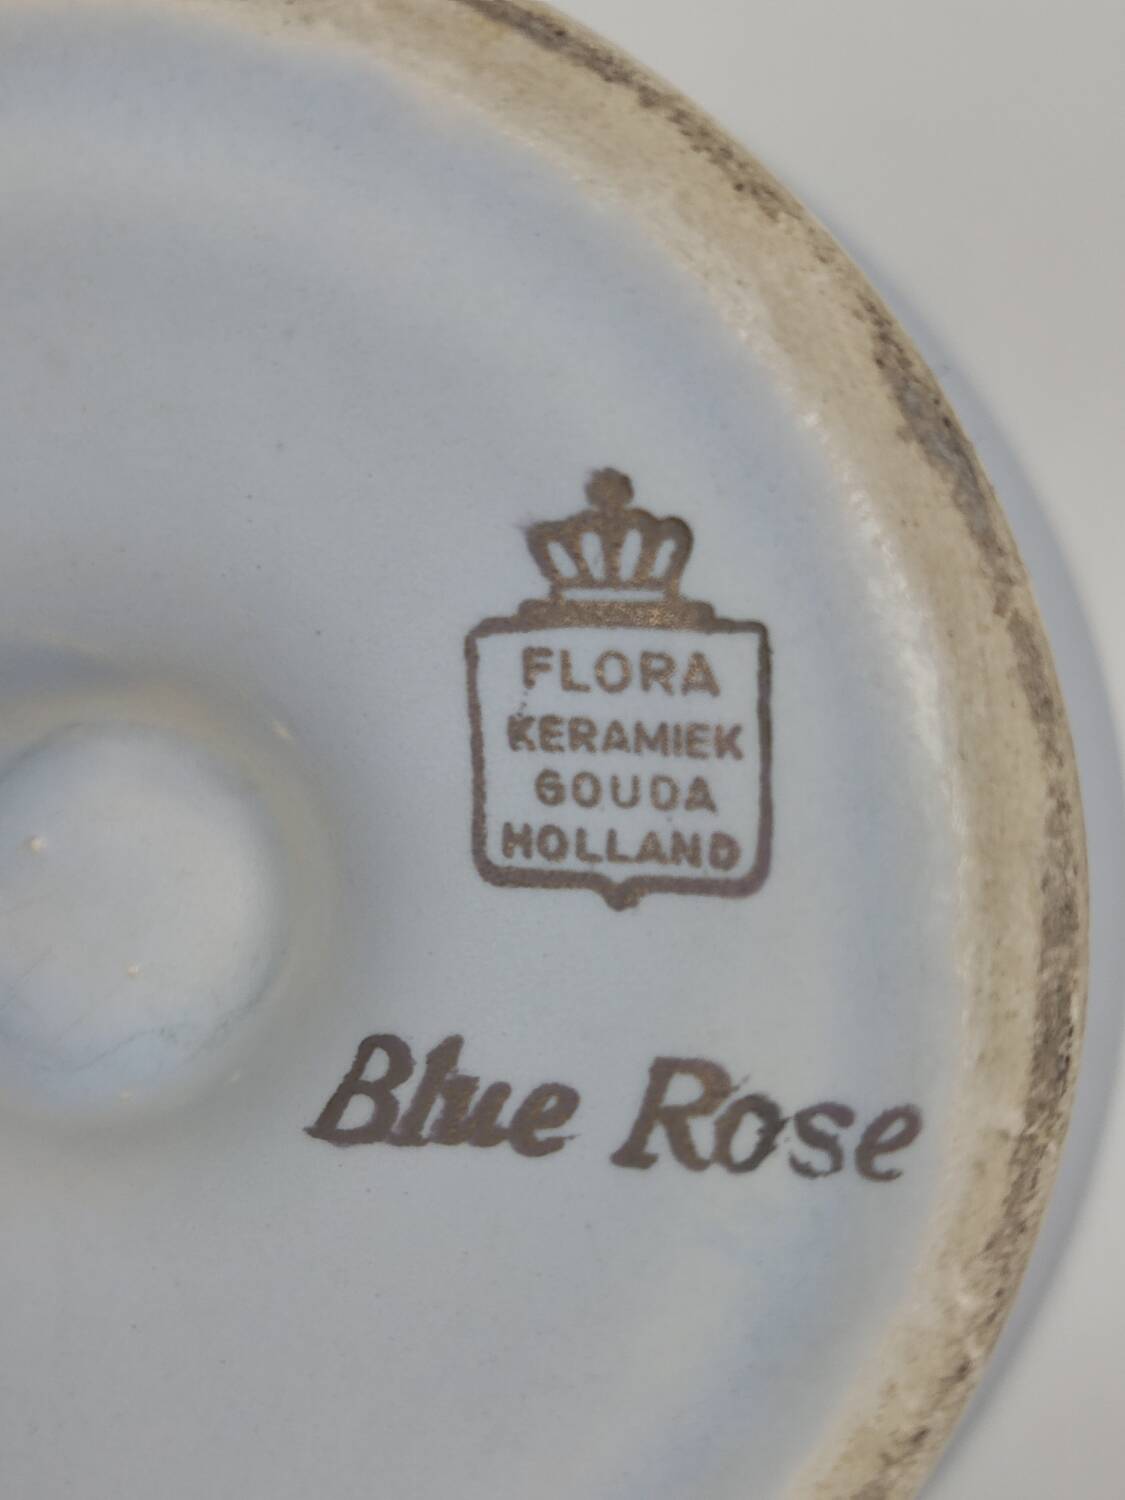 FLORA
KERAMIEK
GOUDA
HOLLAND
Blue Rose